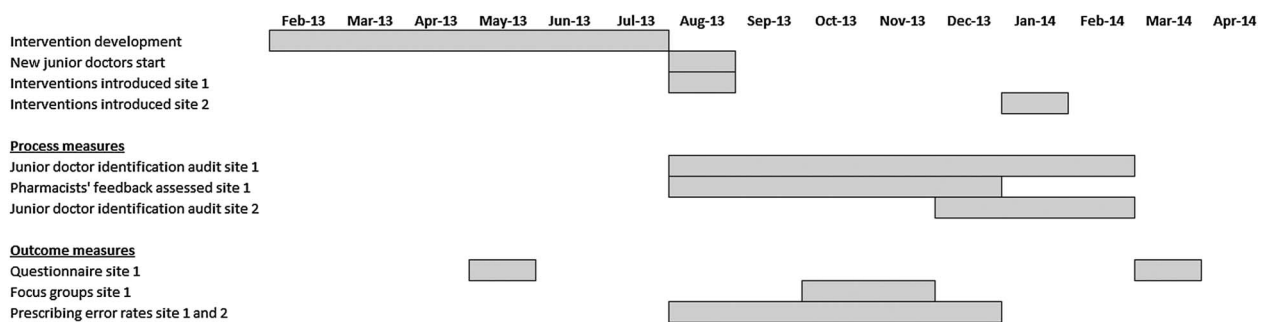 Feb-13 Mar-13 Apr-13 May-13 Jun-13 Jul-13 Aug-13 Sep-13 Oct-13 Nov-13 Dec-13 Jan-14 Feb-14 Mar-14 Apr-14
Intervention development
New junior doctors start
Interventions introduced site 1
Interventions introduced site 2
Process measures
Junior doctor identification audit site 1
Pharmacists' feedback assessed site 1
Junior doctor identification audit site 2
Outcome measures
Questionnaire site 1
Focus groups site 1
Prescribing error rates site 1 and 2